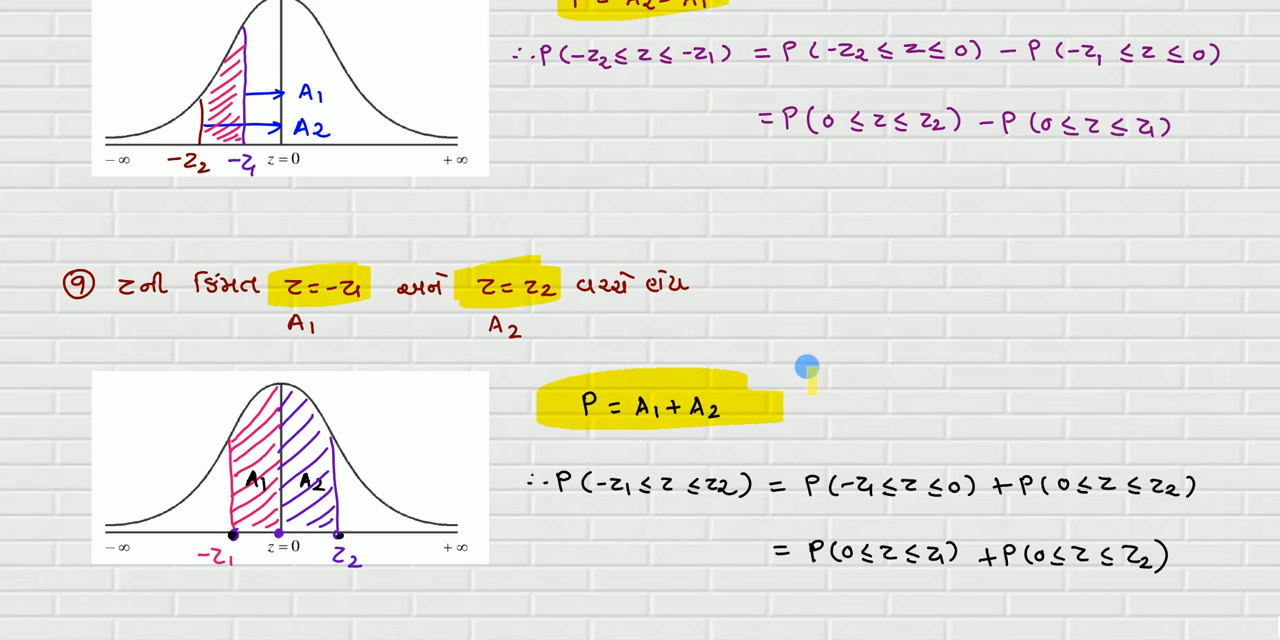 P = A₂ - A₁
∴ P(-z₂ ≤ z ≤ -z₁) = P(-z₂ ≤ z ≤ 0) - P(-z₁ ≤ z ≤ 0)
= P(0 ≤ z ≤ z₂) - P(0 ≤ z ≤ z₁)
A₁
A₂
-∞ -z₂ -z₁ z = 0 +∞
⑨ zની કિંમત z = -z₁ અને z = z₂ વચ્ચે હોય
A₁ A₂
P = A₁ + A₂
A₁ A₂
∴ P(-z₁ ≤ z ≤ z₂) = P(-z₁ ≤ z ≤ 0) + P(0 ≤ z ≤ z₂)
-∞ -z₁ z = 0 z₂ +∞
= P(0 ≤ z ≤ z₁) + P(0 ≤ z ≤ z₂)